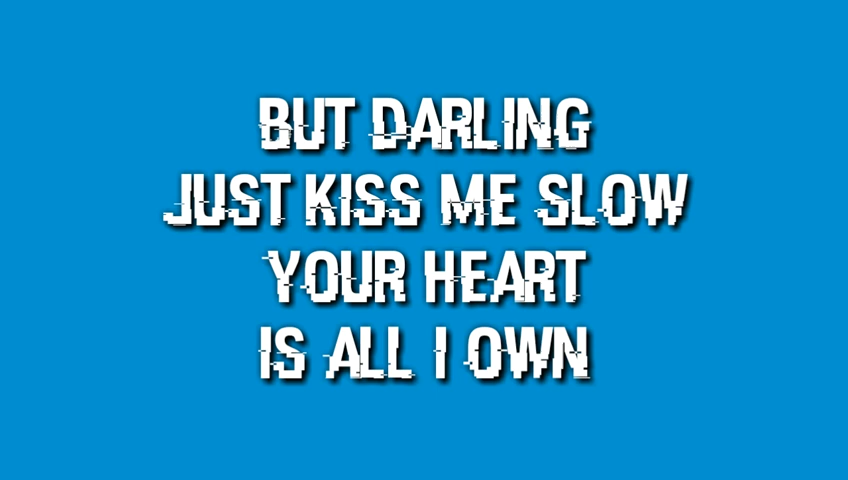 BUT DARLING
JUST KISS ME SLOW
YOUR HEART
IS ALL I OWN